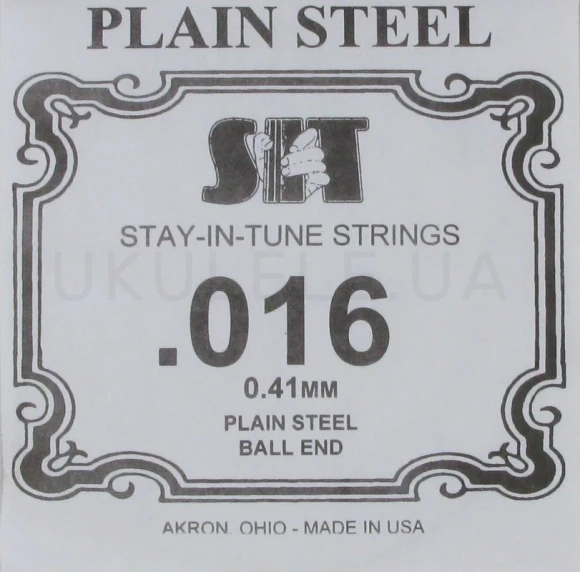 PLAIN STEEL
SIT
STAY-IN-TUNE STRINGS
UKULELE.UA
.016
0.41MM
PLAIN STEEL
BALL END
AKRON, OHIO - MADE IN USA